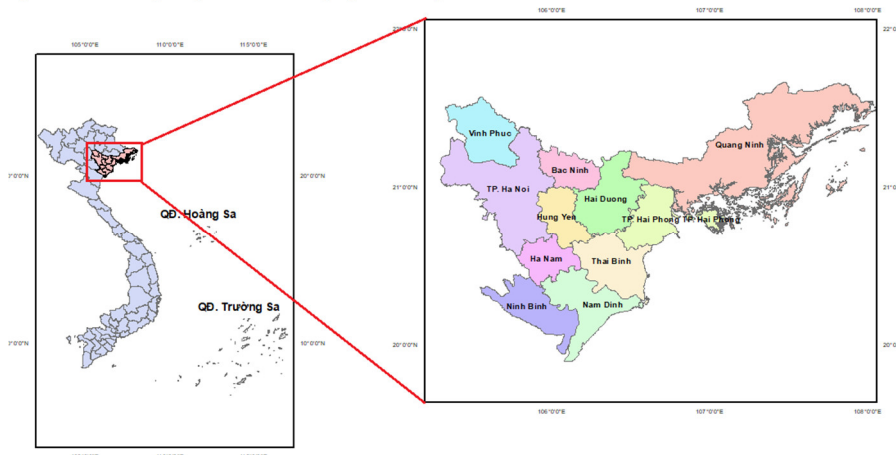 105°0'0"E 110°0'0"E 115°0'0"E
20°0'0"N
QĐ. Hoàng Sa
QĐ. Trường Sa
10°0'0"N
106°0'0"E 107°0'0"E 108°0'0"E
22°0'0"N
Vinh Phuc
Quang Ninh
Bac Ninh
21°0'0"N
TP. Ha Noi
Hai Duong
Hung Yen
TP. Hai Phong TP. Hai Phong
Ha Nam
Thai Binh
Ninh Binh
Nam Dinh
20°0'0"N
106°0'0"E 107°0'0"E 108°0'0"E